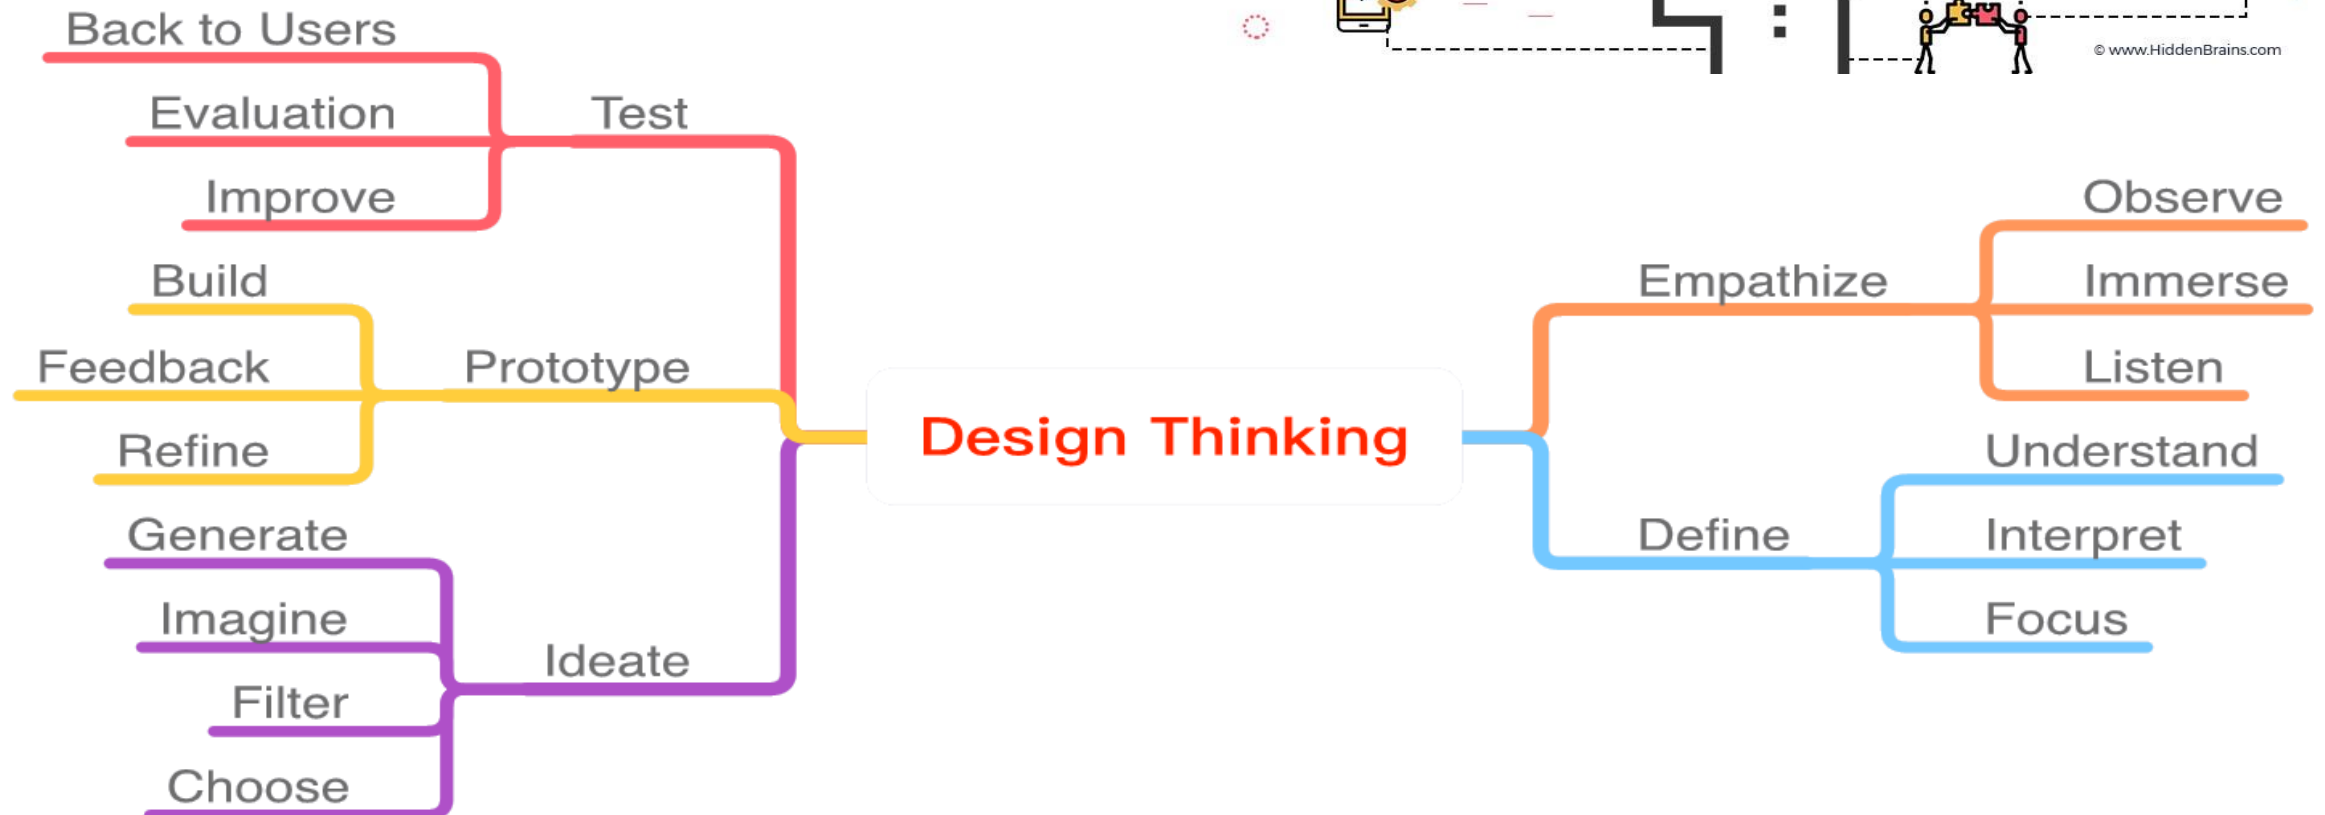 © www.HiddenBrains.com
Back to Users
Evaluation
Improve
Test
Build
Feedback
Refine
Prototype
Generate
Imagine
Filter
Choose
Ideate
Design Thinking
Empathize
Observe
Immerse
Listen
Define
Understand
Interpret
Focus